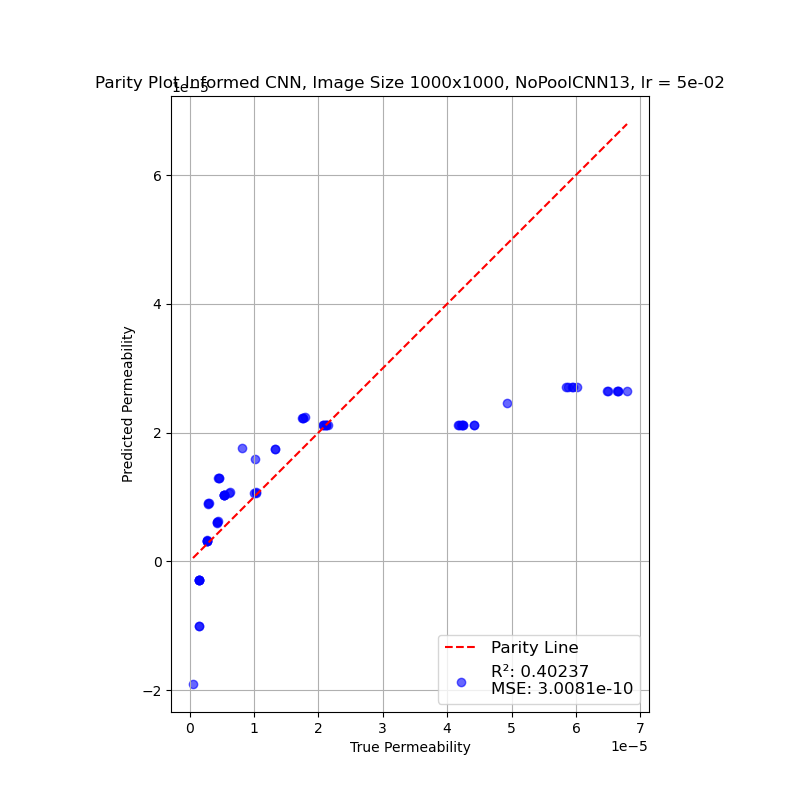 Parity Plot Informed CNN, Image Size 1000x1000, NoPoolCNN13, lr = 5e-02
1e−5
6
4
2
0
−2
Predicted Permeability
Parity Line
R²: 0.40237
MSE: 3.0081e-10
0 1 2 3 4 5 6 7
True Permeability
1e−5